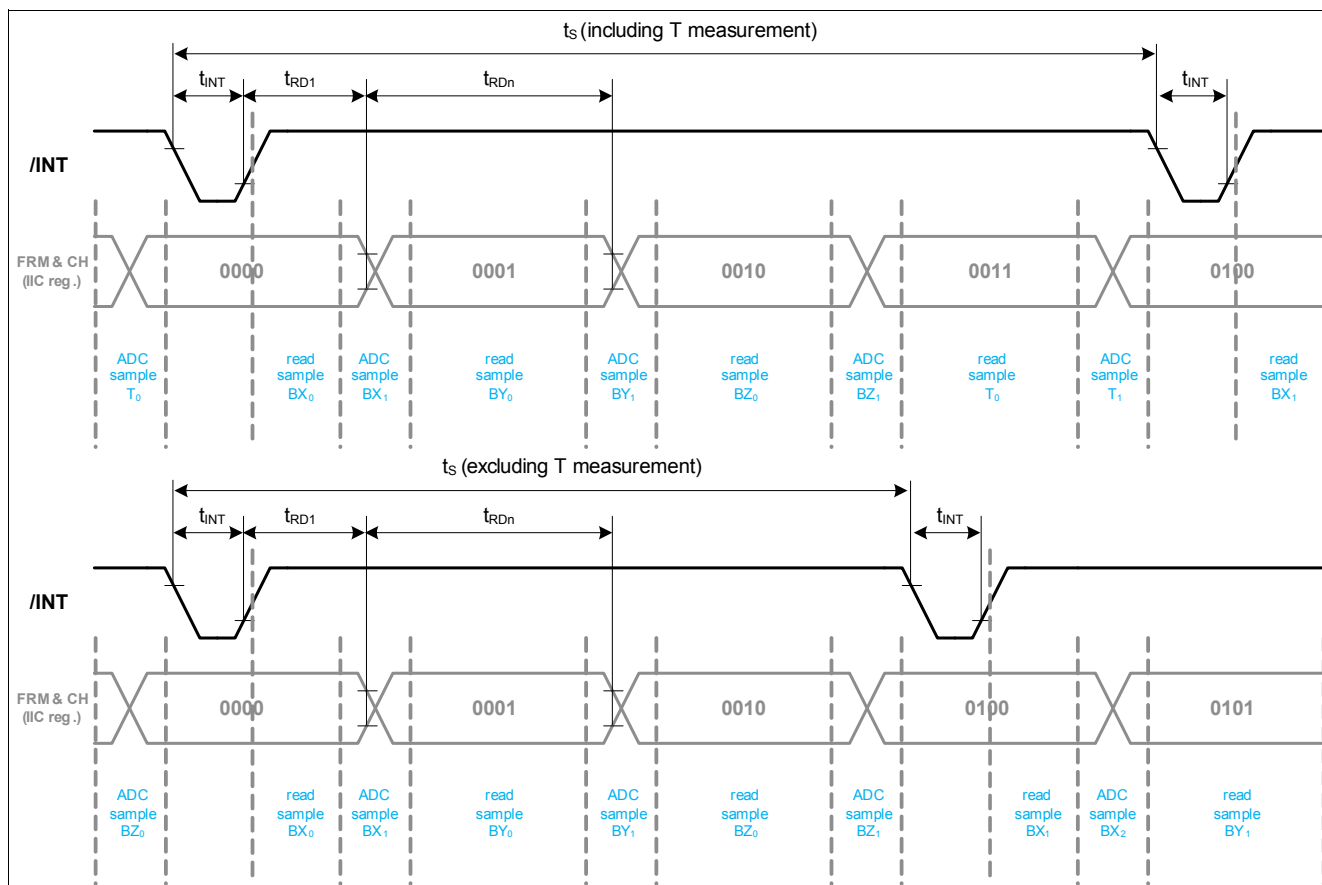 tS (including T measurement)
tINT tRD1 tRDn tINT
/INT
FRM & CH
(IIC reg.)
0000 0001 0010 0011 0100
ADC sample T0
read sample BX0
ADC sample BX1
read sample BY0
ADC sample BY1
read sample BZ0
ADC sample BZ1
read sample T0
ADC sample T1
read sample BX1
tS (excluding T measurement)
tINT tRD1 tRDn tINT
/INT
FRM & CH
(IIC reg.)
0000 0001 0010 0100 0101
ADC sample BZ0
read sample BX0
ADC sample BX1
read sample BY0
ADC sample BY1
read sample BZ0
ADC sample BZ1
read sample BX1
ADC sample BX2
read sample BY1